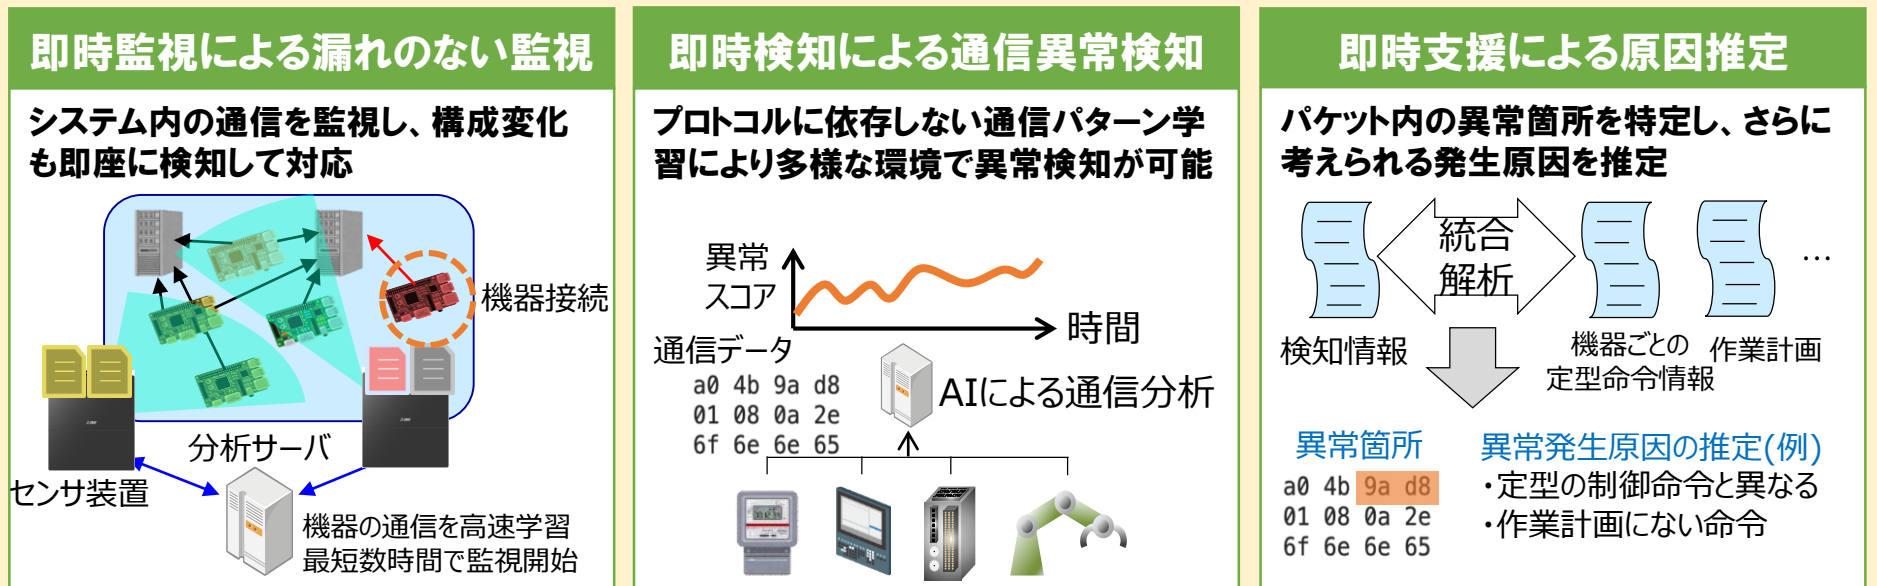 即時監視による漏れのない監視
システム内の通信を監視し、構成変化
も即座に検知して対応
機器接続
分析サーバ
センサ装置
機器の通信を高速学習
最短数時間で監視開始
即時検知による通信異常検知
プロトコルに依存しない通信パターン学
習により多様な環境で異常検知が可能
異常
スコア
時間
通信データ
a0 4b 9a d8
01 08 0a 2e
6f 6e 6e 65
AIによる通信分析
即時支援による原因推定
パケット内の異常箇所を特定し、さらに
考えられる発生原因を推定
統合
解析
…
検知情報
機器ごとの
定型命令情報
作業計画
異常箇所
a0 4b 9a d8
01 08 0a 2e
6f 6e 6e 65
異常発生原因の推定(例)
・定型の制御命令と異なる
・作業計画にない命令